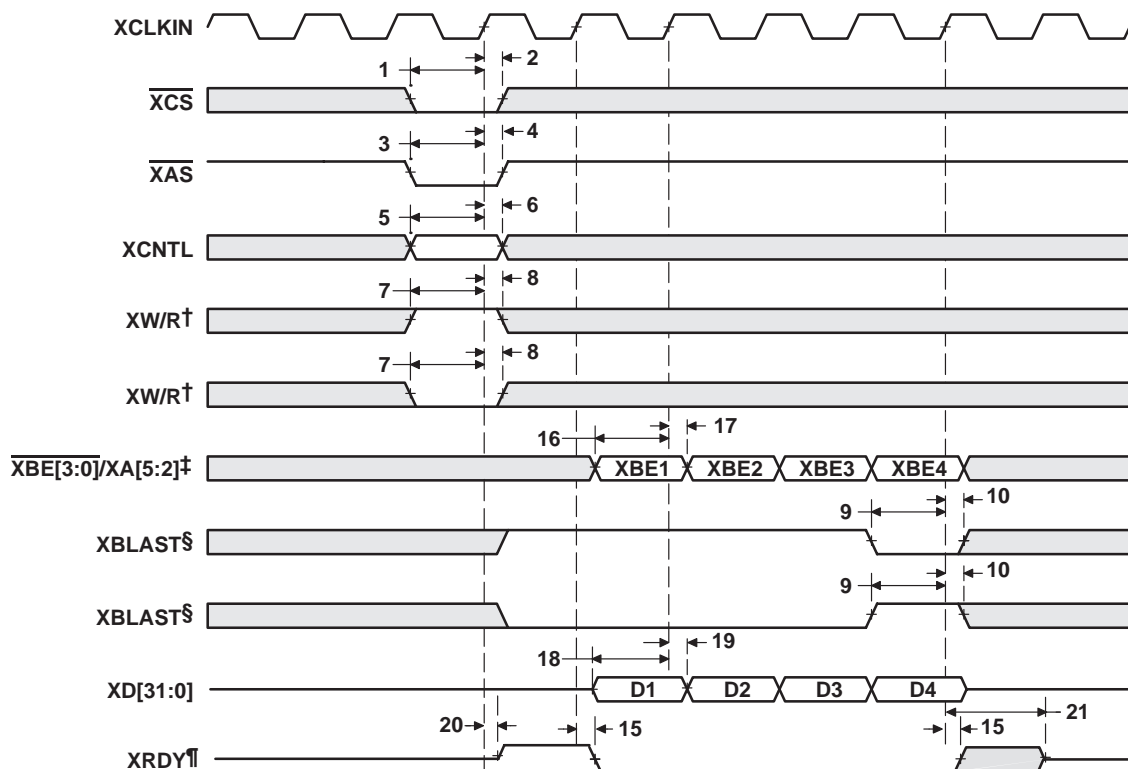 XCLKIN
1
2
XCS
3
4
XAS
5
6
XCNTL
7
8
XW/R†
7
8
XW/R†
16
17
XBE[3:0]/XA[5:2]‡
XBE1 XBE2 XBE3 XBE4
9
10
XBLAST§
9
10
XBLAST§
18
19
XD[31:0]
D1 D2 D3 D4
20
15
15
21
XRDY¶